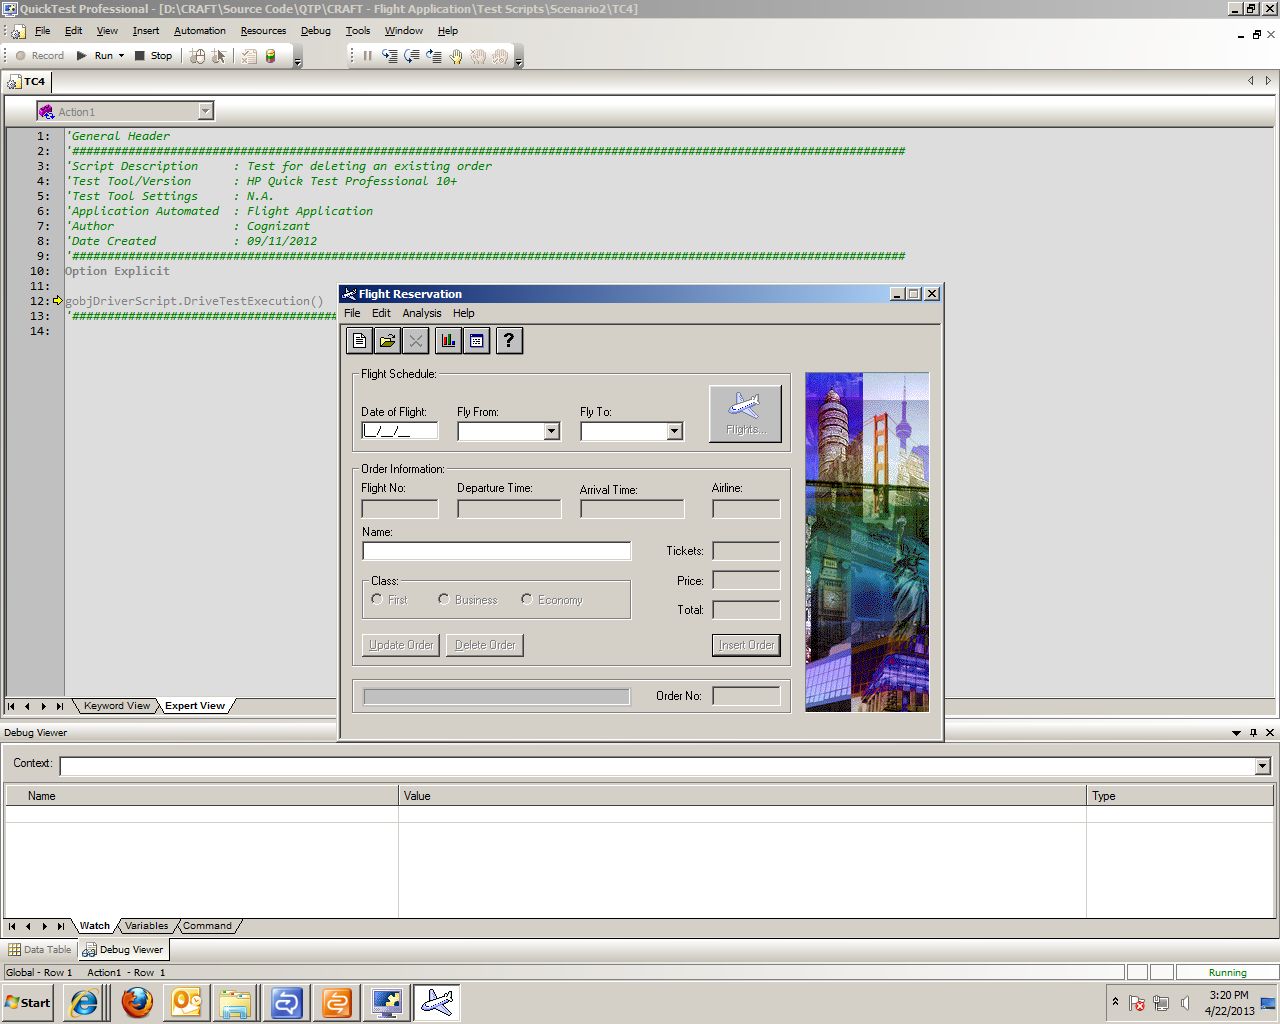 QuickTest Professional - [D:\CRAFT\Source Code\QTP\CRAFT - Flight Application\Test Scripts\Scenario2\TC4]
File Edit View Insert Automation Resources Debug Tools Window Help
Record Run Stop
TC4
Action1
1: 'General Header
2: '#######################################################################################################################
3: 'Script Description : Test for deleting an existing order
4: 'Test Tool/Version : HP Quick Test Professional 10+
5: 'Test Tool Settings : N.A.
6: 'Application Automated : Flight Application
7: 'Author : Cognizant
8: 'Date Created : 09/11/2012
9: '#######################################################################################################################
10: Option Explicit
11:
12: gobjDriverScript.DriveTestExecution()
13: '######################################
14:
Flight Reservation
File Edit Analysis Help
?
Flight Schedule:
Date of Flight: Fly From: Fly To:
__/__/__
Flights...
Order Information:
Flight No: Departure Time: Arrival Time: Airline:
Name:
Tickets:
Class:
First Business Economy
Price:
Total:
Update Order Delete Order Insert Order
Order No:
Keyword View Expert View
Debug Viewer
Context:
Name Value Type
Watch Variables Command
Data Table Debug Viewer
Global - Row 1 Action1 - Row 1 Running
Start
3:20 PM
4/22/2013